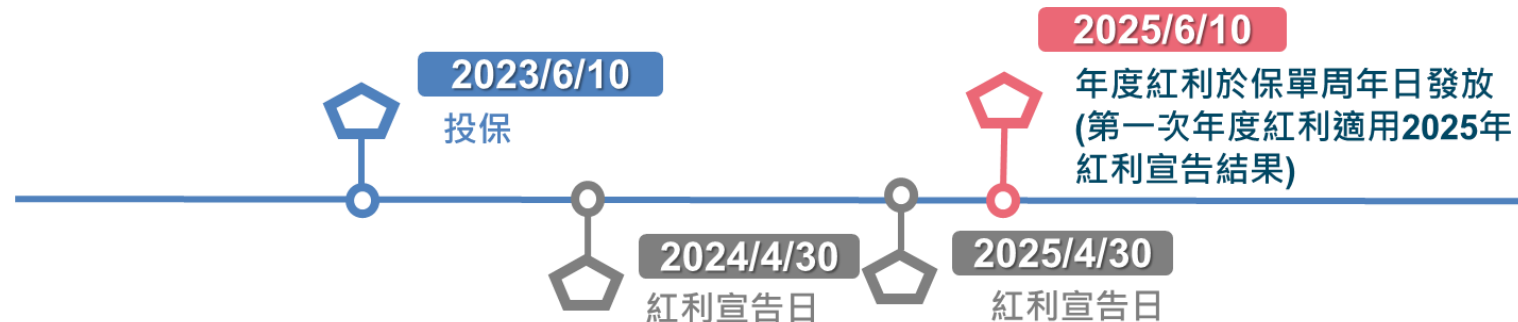 2023/6/10
投保
2024/4/30
紅利宣告日
2025/4/30
紅利宣告日
2025/6/10
年度紅利於保單周年日發放
(第一次年度紅利適用2025年
紅利宣告結果)